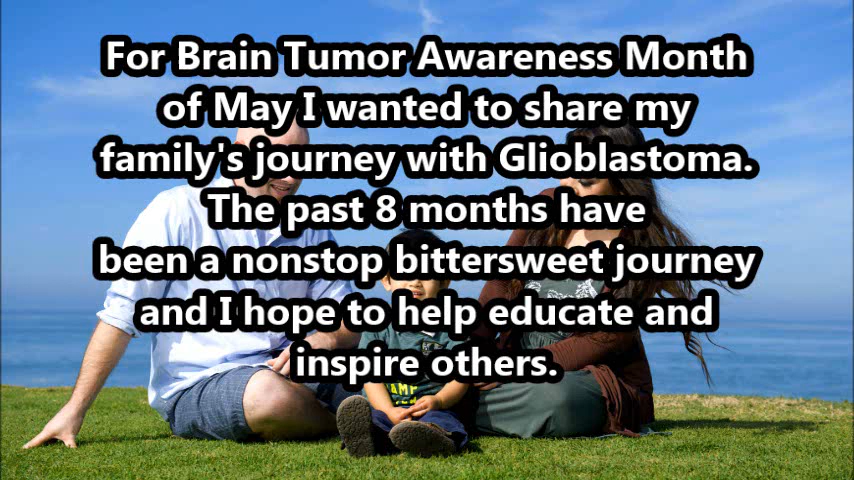 For Brain Tumor Awareness Month
of May I wanted to share my
family's journey with Glioblastoma.
The past 8 months have
been a nonstop bittersweet journey
and I hope to help educate and
inspire others.